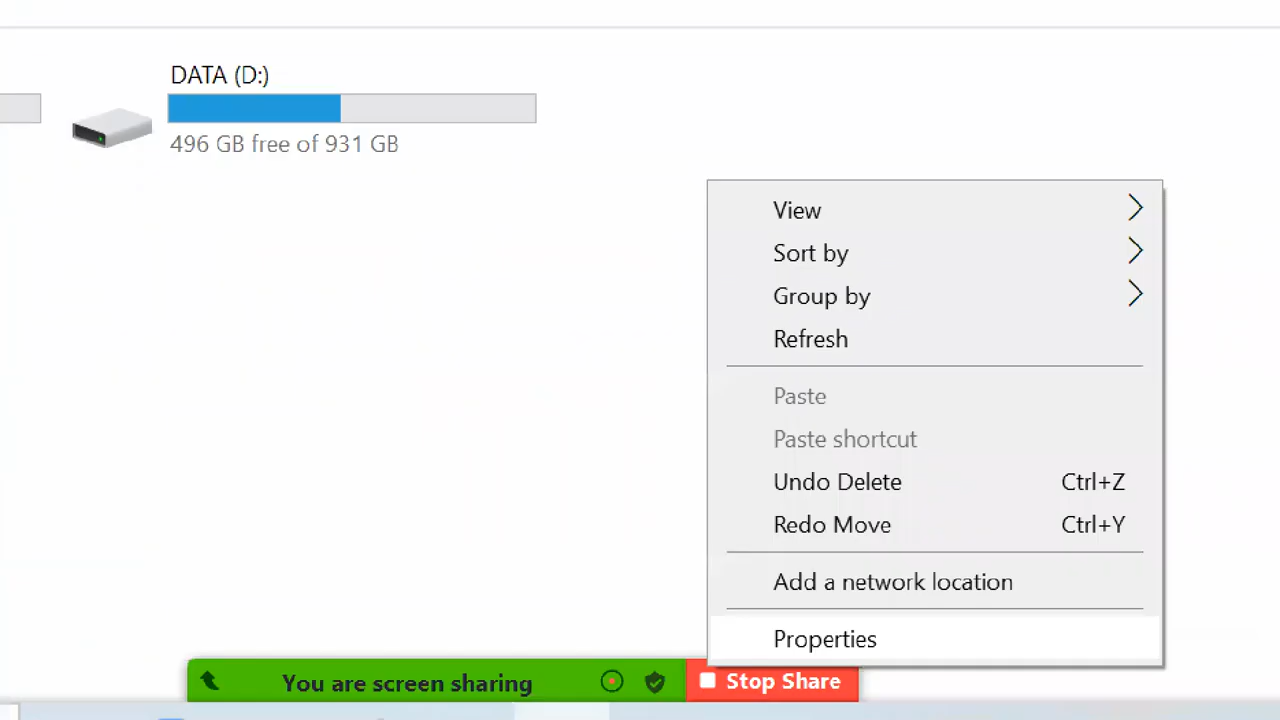 DATA (D:)
496 GB free of 931 GB
View
Sort by
Group by
Refresh
Paste
Paste shortcut
Undo Delete Ctrl+Z
Redo Move Ctrl+Y
Add a network location
Properties
You are screen sharing Stop Share